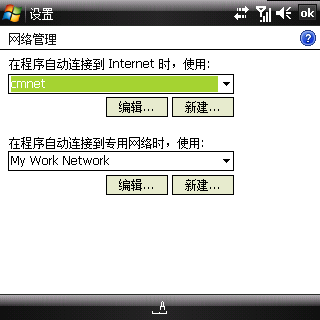 设置
ok
网络管理
?
在程序自动连接到 Internet 时，使用:
cmnet
编辑...
新建...
在程序自动连接到专用网络时，使用:
My Work Network
编辑...
新建...
A